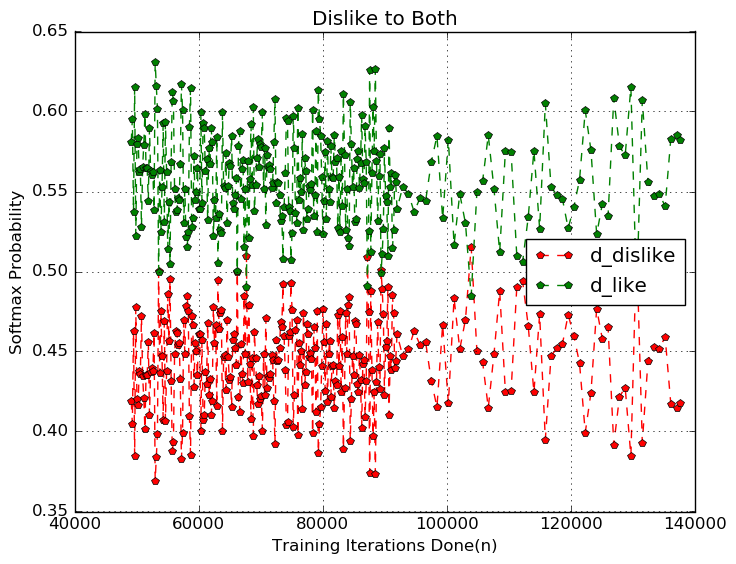 Dislike to Both
0.65
0.60
0.55
0.50
0.45
0.40
0.35
Softmax Probability
d_dislike
d_like
40000 60000 80000 100000 120000 140000
Training Iterations Done(n)